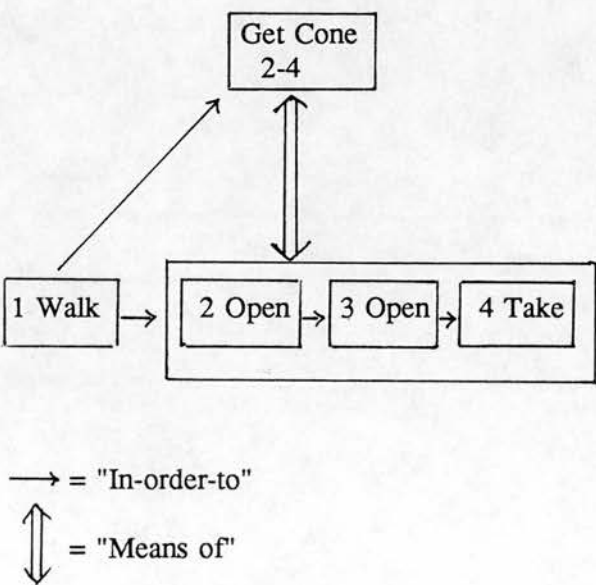 Get Cone
2-4
1 Walk
2 Open
3 Open
4 Take
= "In-order-to"
= "Means of"